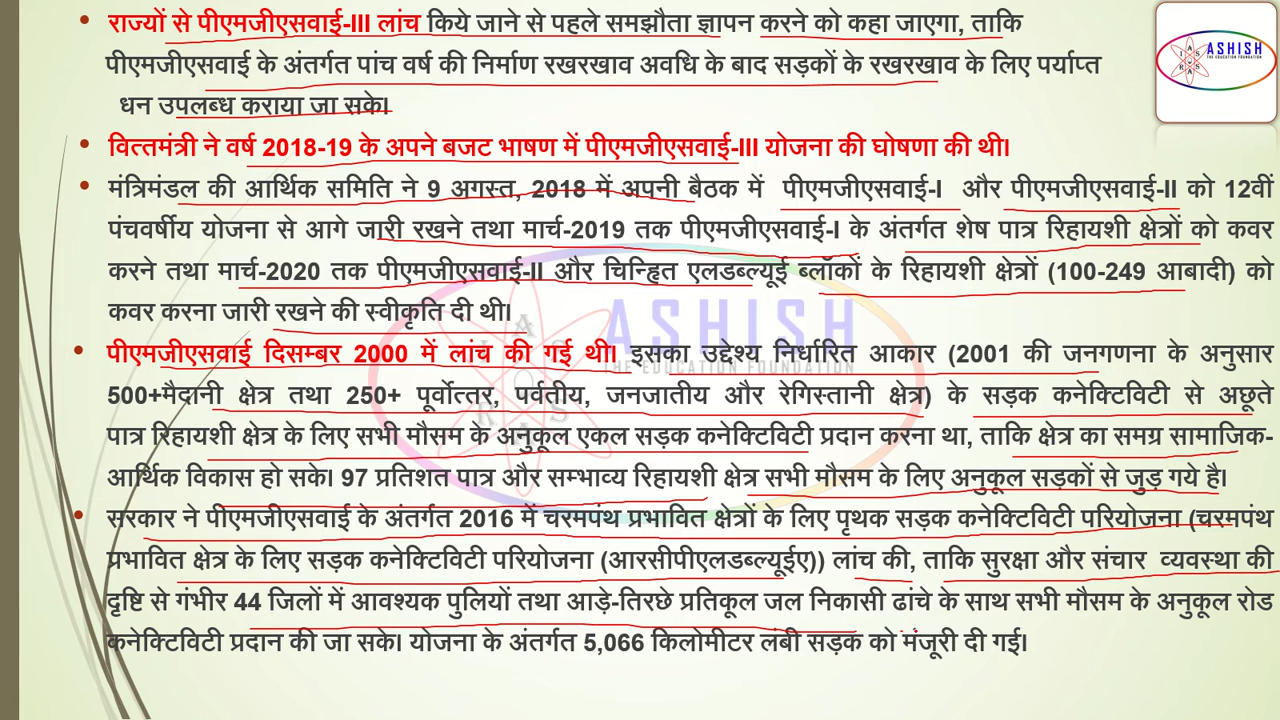 राज्यों से पीएमजीएसवाई-III लांच किये जाने से पहले समझौता ज्ञापन करने को कहा जाएगा, ताकि
पीएमजीएसवाई के अंतर्गत पांच वर्ष की निर्माण रखरखाव अवधि के बाद सड़कों के रखरखाव के लिए पर्याप्त
धन उपलब्ध कराया जा सके।
वित्तमंत्री ने वर्ष 2018-19 के अपने बजट भाषण में पीएमजीएसवाई-III योजना की घोषणा की थी।
मंत्रिमंडल की आर्थिक समिति ने 9 अगस्त, 2018 में अपनी बैठक में पीएमजीएसवाई-I और पीएमजीएसवाई-II को 12वीं
पंचवर्षीय योजना से आगे जारी रखने तथा मार्च-2019 तक पीएमजीएसवाई-I के अंतर्गत शेष पात्र रिहायशी क्षेत्रों को कवर
करने तथा मार्च-2020 तक पीएमजीएसवाई-II और चिन्हित एलडब्ल्यूई ब्लॉकों के रिहायशी क्षेत्रों (100-249 आबादी) को
कवर करना जारी रखने की स्वीकृति दी थी।
पीएमजीएसवाई दिसम्बर 2000 में लांच की गई थी। इसका उद्देश्य निर्धारित आकार (2001 की जनगणना के अनुसार
500+मैदानी क्षेत्र तथा 250+ पूर्वोत्तर, पर्वतीय, जनजातीय और रेगिस्तानी क्षेत्र) के सड़क कनेक्टिविटी से अछूते
पात्र रिहायशी क्षेत्र के लिए सभी मौसम के अनुकूल एकल सड़क कनेक्टिविटी प्रदान करना था, ताकि क्षेत्र का समग्र सामाजिक-
आर्थिक विकास हो सके। 97 प्रतिशत पात्र और सम्भाव्य रिहायशी क्षेत्र सभी मौसम के लिए अनुकूल सड़कों से जुड़ गये है।
सरकार ने पीएमजीएसवाई के अंतर्गत 2016 में चरमपंथ प्रभावित क्षेत्रों के लिए पृथक सड़क कनेक्टिविटी परियोजना (चरमपंथ
प्रभावित क्षेत्र के लिए सड़क कनेक्टिविटी परियोजना (आरसीपीएलडब्ल्यूईए)) लांच की, ताकि सुरक्षा और संचार व्यवस्था की
दृष्टि से गंभीर 44 जिलों में आवश्यक पुलियों तथा आड़े-तिरछे प्रतिकूल जल निकासी ढांचे के साथ सभी मौसम के अनुकूल रोड
कनेक्टिविटी प्रदान की जा सके। योजना के अंतर्गत 5,066 किलोमीटर लंबी सड़क को मंजूरी दी गई।
ASHISH
THE EDUCATION FOUNDATION
I A S O R A S
ASHISH
THE EDUCATION FOUNDATION